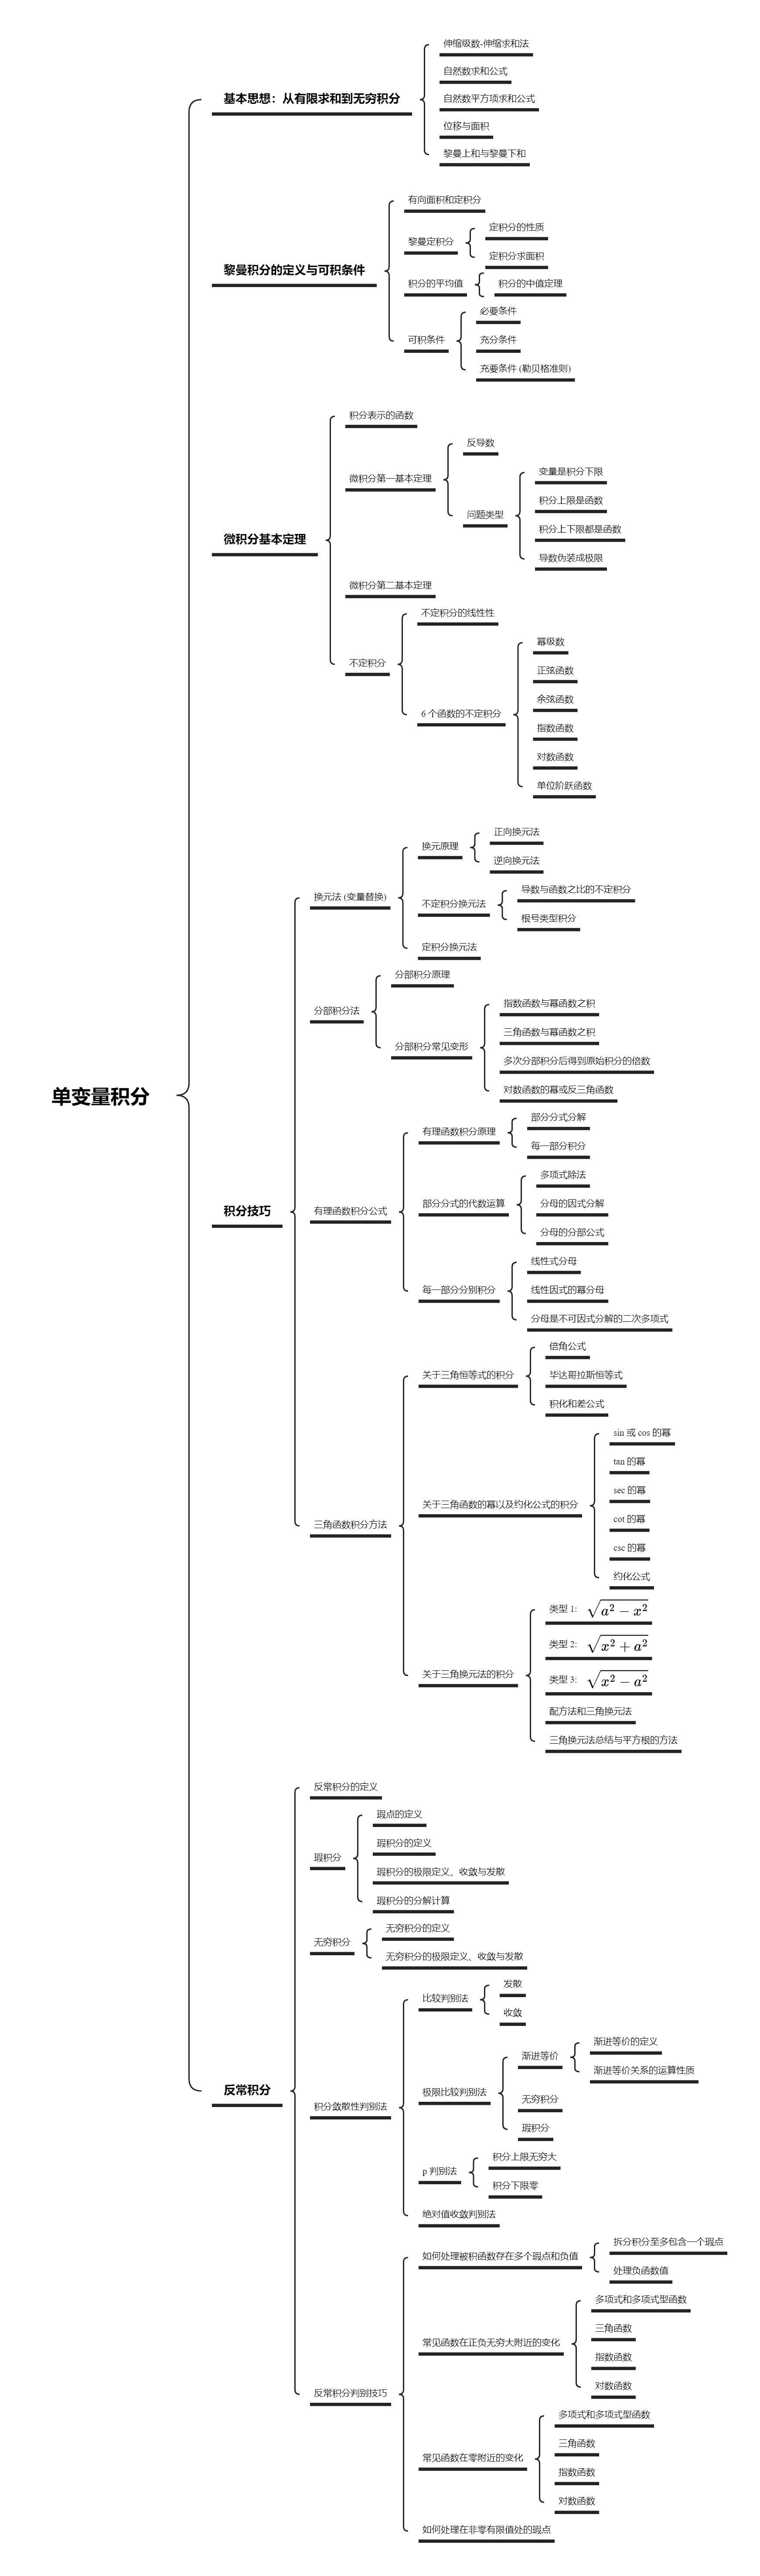 单变量积分
基本思想：从有限求和到无穷积分
伸缩级数-伸缩求和法
自然数求和公式
自然数平方项求和公式
位移与面积
黎曼上和与黎曼下和
黎曼积分的定义与可积条件
有向面积和定积分
黎曼定积分
定积分的性质
定积分求面积
积分的平均值
积分的中值定理
可积条件
必要条件
充分条件
充要条件 (勒贝格准则)
微积分基本定理
积分表示的函数
微积分第一基本定理
反导数
问题类型
变量是积分下限
积分上限是函数
积分上下限都是函数
导数伪装成极限
微积分第二基本定理
不定积分
不定积分的线性性
6 个函数的不定积分
幂级数
正弦函数
余弦函数
指数函数
对数函数
单位阶跃函数
积分技巧
换元法 (变量替换)
换元原理
正向换元法
逆向换元法
不定积分换元法
导数与函数之比的不定积分
根号类型积分
定积分换元法
分部积分法
分部积分原理
分部积分常见变形
指数函数与幂函数之积
三角函数与幂函数之积
多次分部积分后得到原始积分的倍数
对数函数的幂或反三角函数
有理函数积分公式
有理函数积分原理
部分分式分解
每一部分积分
部分分式的代数运算
多项式除法
分母的因式分解
分母的分部公式
每一部分分别积分
线性式分母
线性因式的幂分母
分母是不可因式分解的二次多项式
三角函数积分方法
关于三角恒等式的积分
倍角公式
毕达哥拉斯恒等式
积化和差公式
关于三角函数的幂以及约化公式的积分
sin 或 cos 的幂
tan 的幂
sec 的幂
cot 的幂
csc 的幂
约化公式
关于三角换元法的积分
类型 1: √(a² − x²)
类型 2: √(x² + a²)
类型 3: √(x² − a²)
配方法和三角换元法
三角换元法总结与平方根的方法
反常积分
反常积分的定义
瑕积分
瑕点的定义
瑕积分的定义
瑕积分的极限定义、收敛与发散
瑕积分的分解计算
无穷积分
无穷积分的定义
无穷积分的极限定义、收敛与发散
积分敛散性判别法
比较判别法
发散
收敛
极限比较判别法
渐进等价
渐进等价的定义
渐进等价关系的运算性质
无穷积分
瑕积分
p 判别法
积分上限无穷大
积分下限零
绝对值收敛判别法
反常积分判别技巧
如何处理被积函数存在多个瑕点和负值
拆分积分至多包含一个瑕点
处理负函数值
常见函数在正负无穷大附近的变化
多项式和多项式型函数
三角函数
指数函数
对数函数
常见函数在零附近的变化
多项式和多项式型函数
三角函数
指数函数
对数函数
如何处理在非零有限值处的瑕点